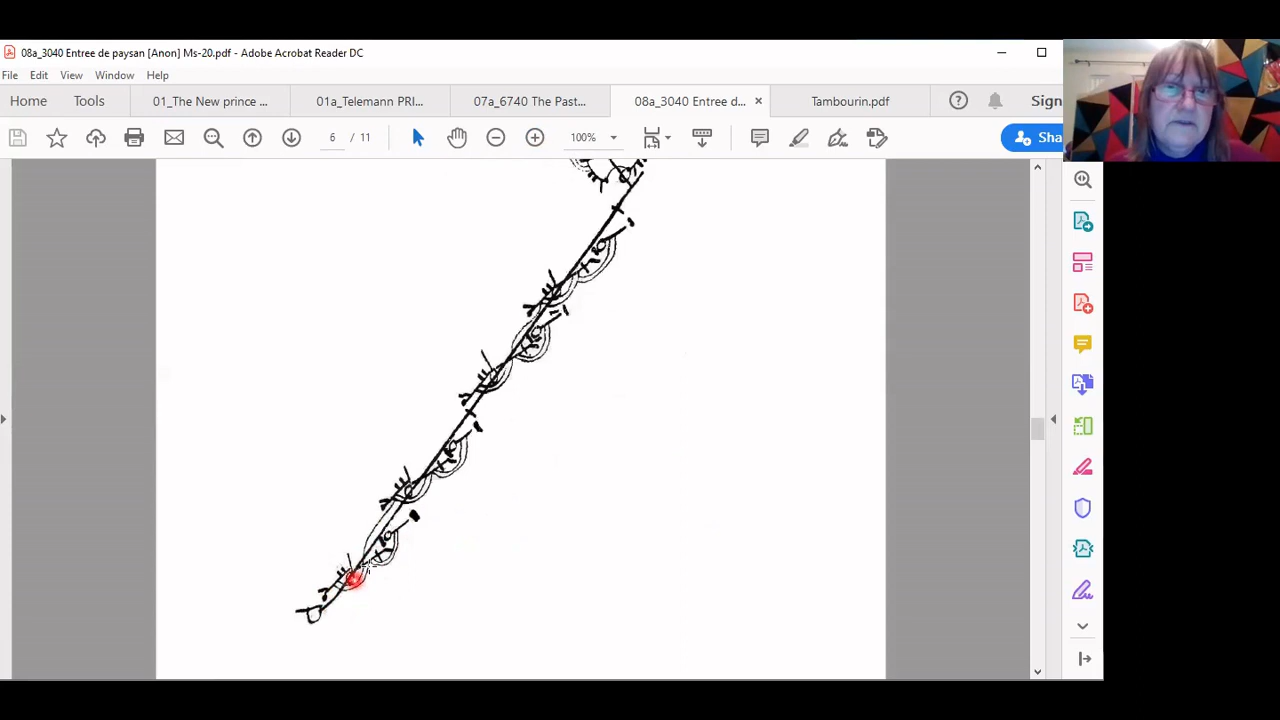 08a_3040 Entree de paysan [Anon] Ms-20.pdf - Adobe Acrobat Reader DC
File Edit View Window Help
Home Tools 01_The New prince ... 01a_Telemann PRI... 07a_6740 The Past... 08a_3040 Entree d... Tambourin.pdf Sign
6 / 11 100% Sha